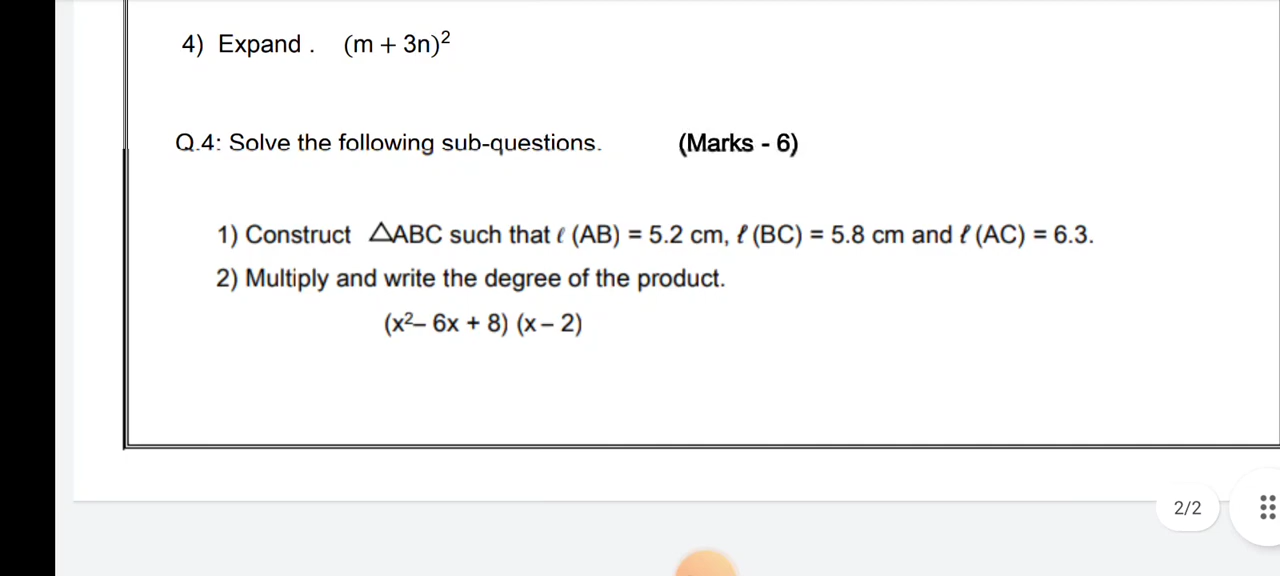 4) Expand . (m + 3n)²
Q.4: Solve the following sub-questions. (Marks - 6)
1) Construct △ABC such that ℓ (AB) = 5.2 cm, ℓ (BC) = 5.8 cm and ℓ (AC) = 6.3.
2) Multiply and write the degree of the product.
(x²– 6x + 8) (x – 2)
2/2